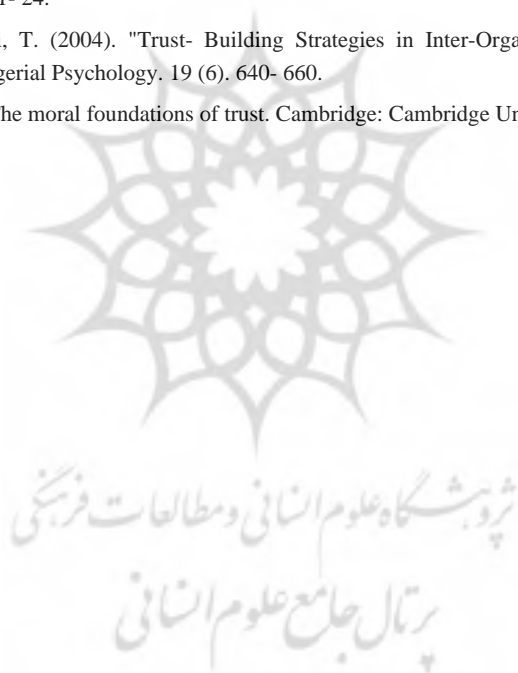 - 24.
i, T. (2004). "Trust- Building Strategies in Inter-Orga
gerial Psychology. 19 (6). 640- 660.
he moral foundations of trust. Cambridge: Cambridge Un
پژوهشگاه علوم انسانی و مطالعات فرهنگی
پرتال جامع علوم انسانی